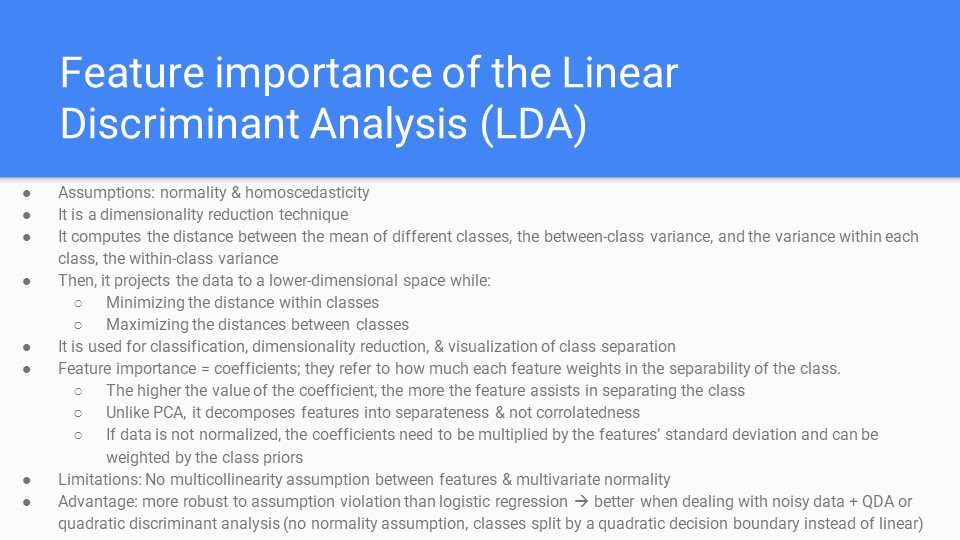 Feature importance of the Linear
Discriminant Analysis (LDA)
● Assumptions: normality & homoscedasticity
● It is a dimensionality reduction technique
● It computes the distance between the mean of different classes, the between-class variance, and the variance within each
class, the within-class variance
● Then, it projects the data to a lower-dimensional space while:
○ Minimizing the distance within classes
○ Maximizing the distances between classes
● It is used for classification, dimensionality reduction, & visualization of class separation
● Feature importance = coefficients; they refer to how much each feature weights in the separability of the class.
○ The higher the value of the coefficient, the more the feature assists in separating the class
○ Unlike PCA, it decomposes features into separateness & not corrolatedness
○ If data is not normalized, the coefficients need to be multiplied by the features’ standard deviation and can be
weighted by the class priors
● Limitations: No multicollinearity assumption between features & multivariate normality
● Advantage: more robust to assumption violation than logistic regression → better when dealing with noisy data + QDA or
quadratic discriminant analysis (no normality assumption, classes split by a quadratic decision boundary instead of linear)